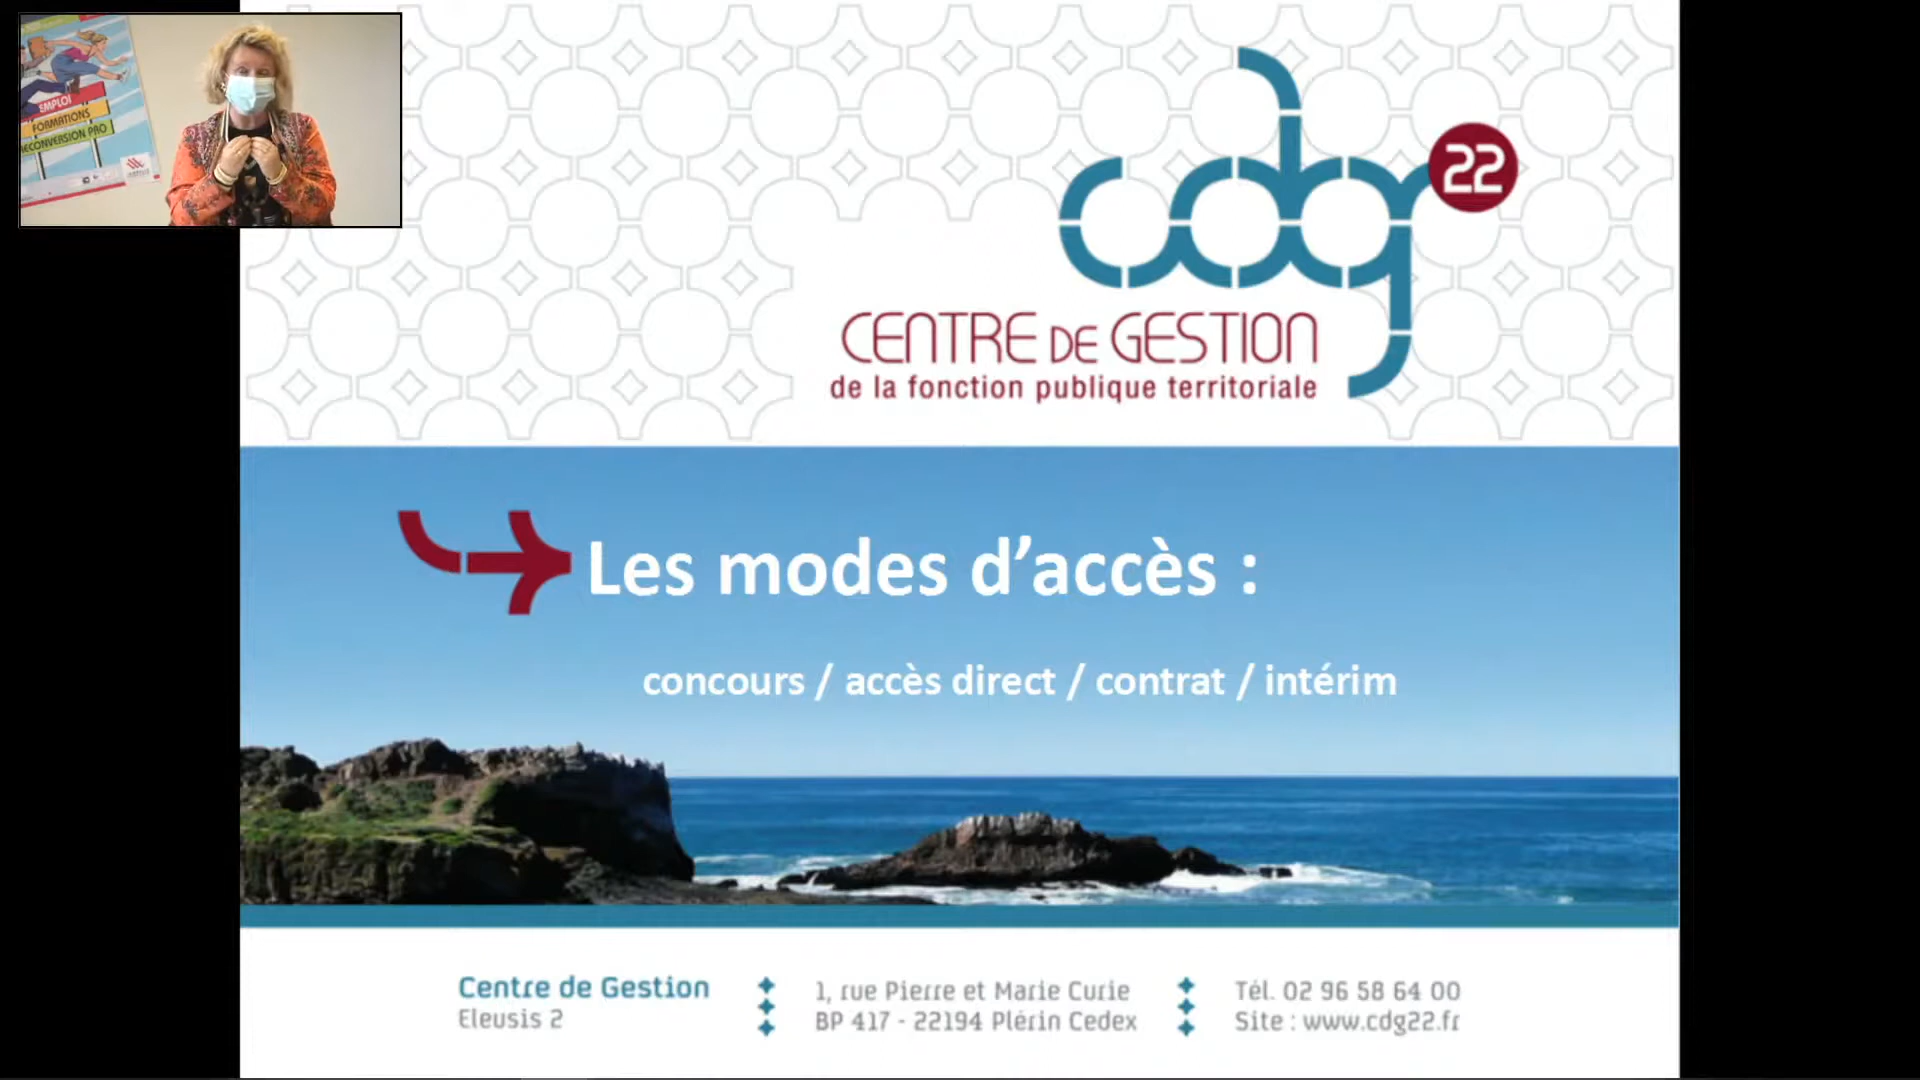 EMPLOI
FORMATIONS
RECONVERSION PRO
cdg 22
CENTRE DE GESTION
de la fonction publique territoriale
Les modes d’accès :
concours / accès direct / contrat / intérim
Centre de Gestion
Eleusis 2
1, rue Pierre et Marie Curie
BP 417 - 22194 Plérin Cedex
Tél. 02 96 58 64 00
Site : www.cdg22.fr